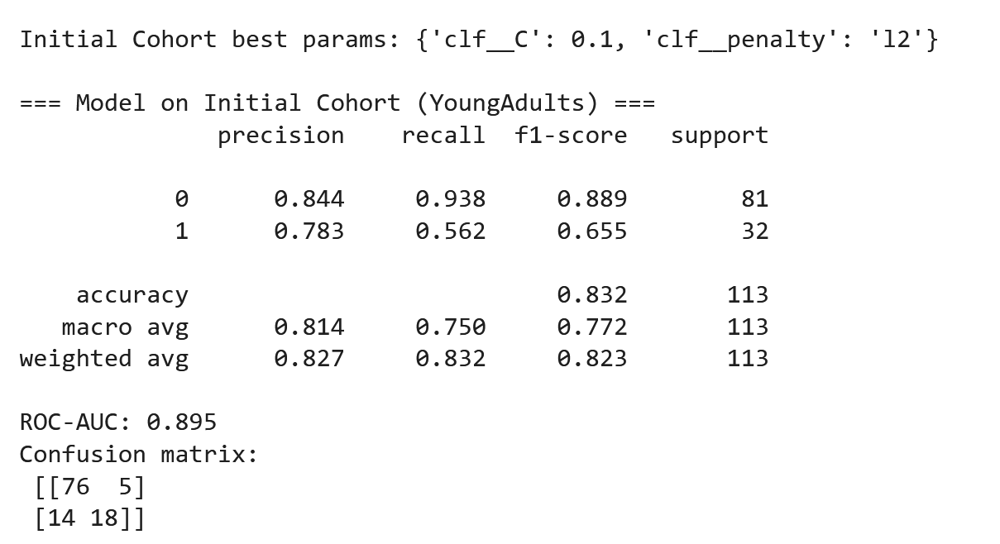 Initial Cohort best params: {'clf__C': 0.1, 'clf__penalty': 'l2'}
=== Model on Initial Cohort (YoungAdults) ===
precision recall f1-score support
0 0.844 0.938 0.889 81
1 0.783 0.562 0.655 32
accuracy 0.832 113
macro avg 0.814 0.750 0.772 113
weighted avg 0.827 0.832 0.823 113
ROC-AUC: 0.895
Confusion matrix:
[[76 5]
[14 18]]